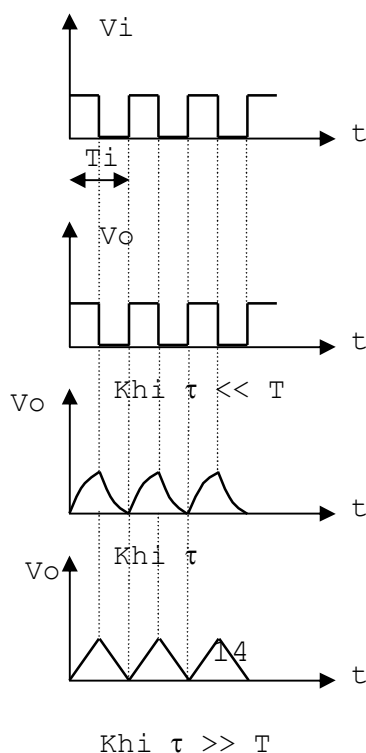 Vi
t
Ti
Vo
t
Khi τ << T
Vo
t
Khi τ
Vo
14
t
Khi τ >> T